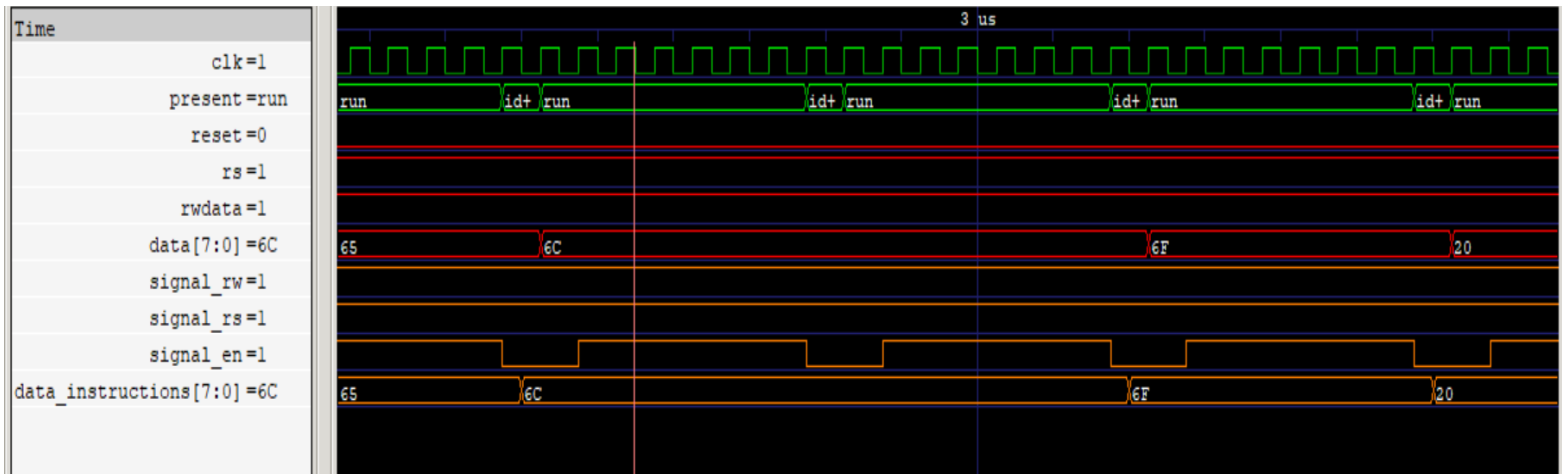 Time
3 us
clk=1
present=run
run id+ run id+ run id+ run id+ run
reset=0
rs=1
rwdata=1
data[7:0]=6C
65 6C 6F 20
signal_rw=1
signal_rs=1
signal_en=1
data_instructions[7:0]=6C
65 6C 6F 20